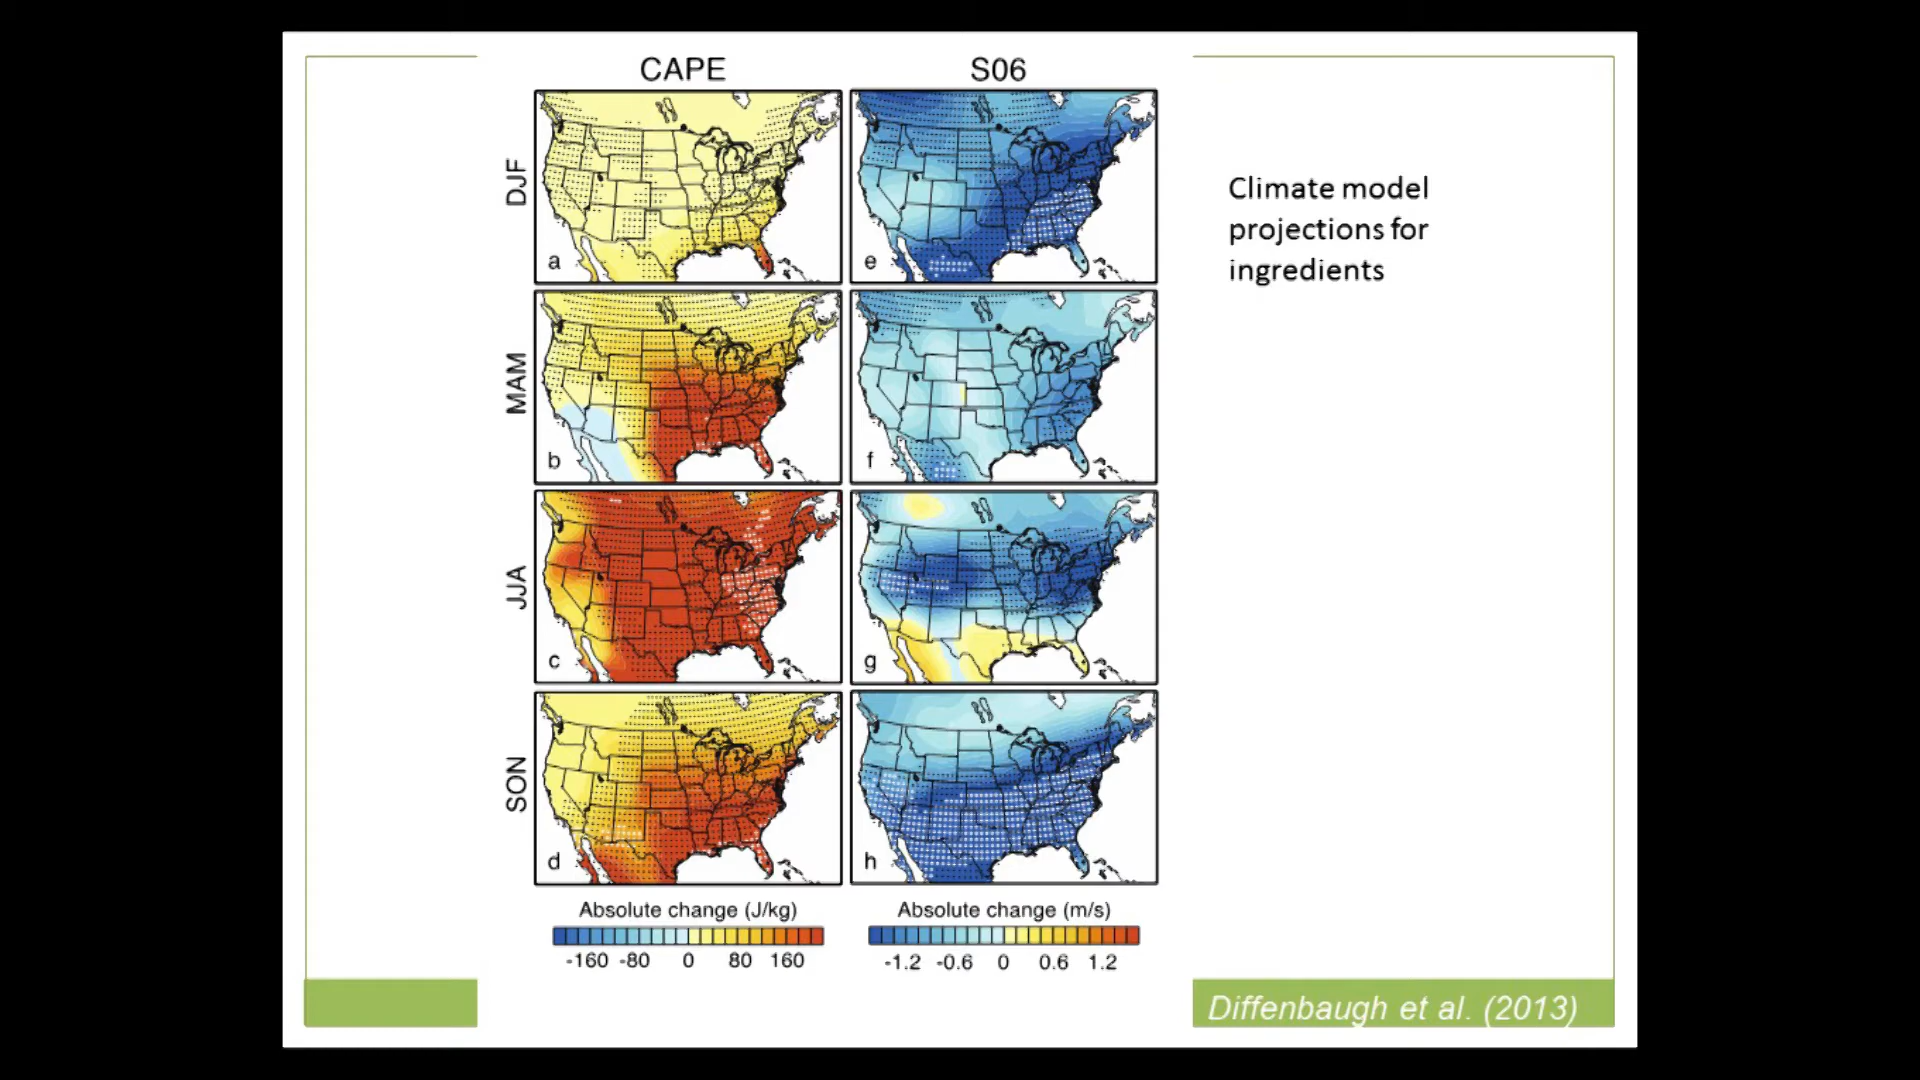 CAPE
S06
DJF
a
e
MAM
b
f
JJA
c
g
SON
d
h
Absolute change (J/kg)
-160 -80 0 80 160
Absolute change (m/s)
-1.2 -0.6 0 0.6 1.2
Climate model
projections for
ingredients
Diffenbaugh et al. (2013)